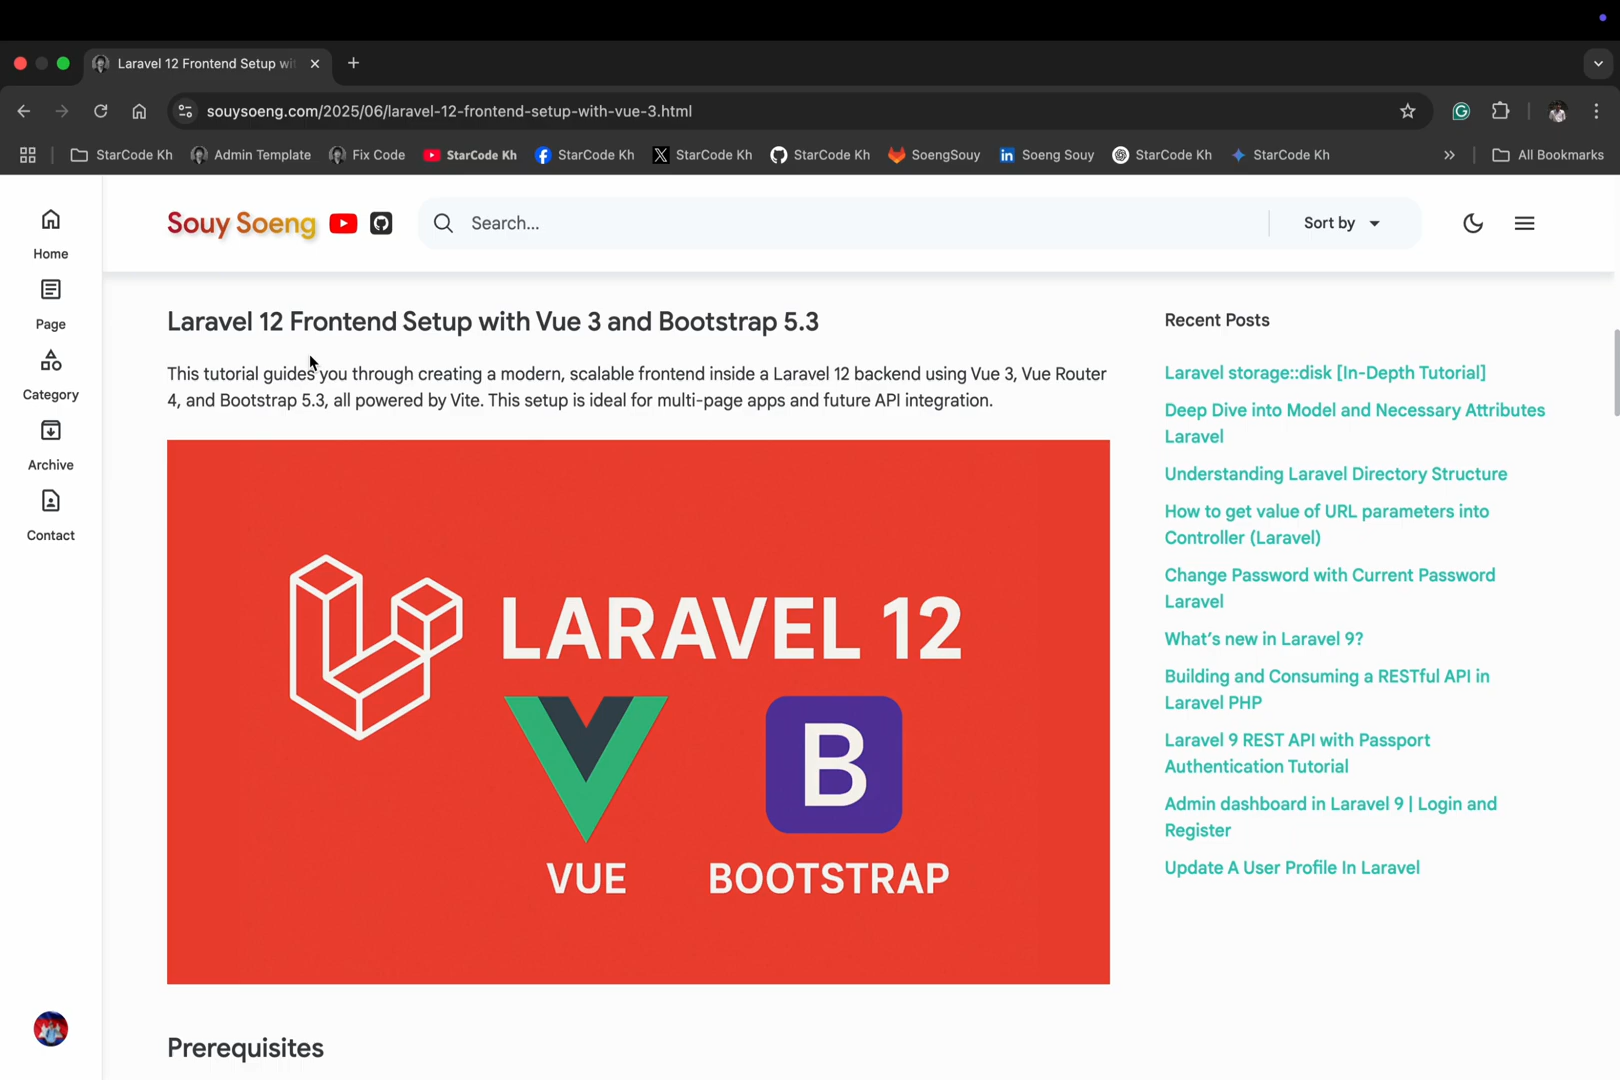 Laravel 12 Frontend Setup wit
souysoeng.com/2025/06/laravel-12-frontend-setup-with-vue-3.html
StarCode Kh
Admin Template
Fix Code
StarCode Kh
StarCode Kh
StarCode Kh
StarCode Kh
SoengSouy
Soeng Souy
StarCode Kh
StarCode Kh
All Bookmarks
Souy Soeng
Search...
Sort by
Home
Page
Category
Archive
Contact
Laravel 12 Frontend Setup with Vue 3 and Bootstrap 5.3
This tutorial guides you through creating a modern, scalable frontend inside a Laravel 12 backend using Vue 3, Vue Router
4, and Bootstrap 5.3, all powered by Vite. This setup is ideal for multi-page apps and future API integration.
LARAVEL 12
B
VUE
BOOTSTRAP
Prerequisites
Recent Posts
Laravel storage::disk [In-Depth Tutorial]
Deep Dive into Model and Necessary Attributes
Laravel
Understanding Laravel Directory Structure
How to get value of URL parameters into
Controller (Laravel)
Change Password with Current Password
Laravel
What's new in Laravel 9?
Building and Consuming a RESTful API in
Laravel PHP
Laravel 9 REST API with Passport
Authentication Tutorial
Admin dashboard in Laravel 9 | Login and
Register
Update A User Profile In Laravel